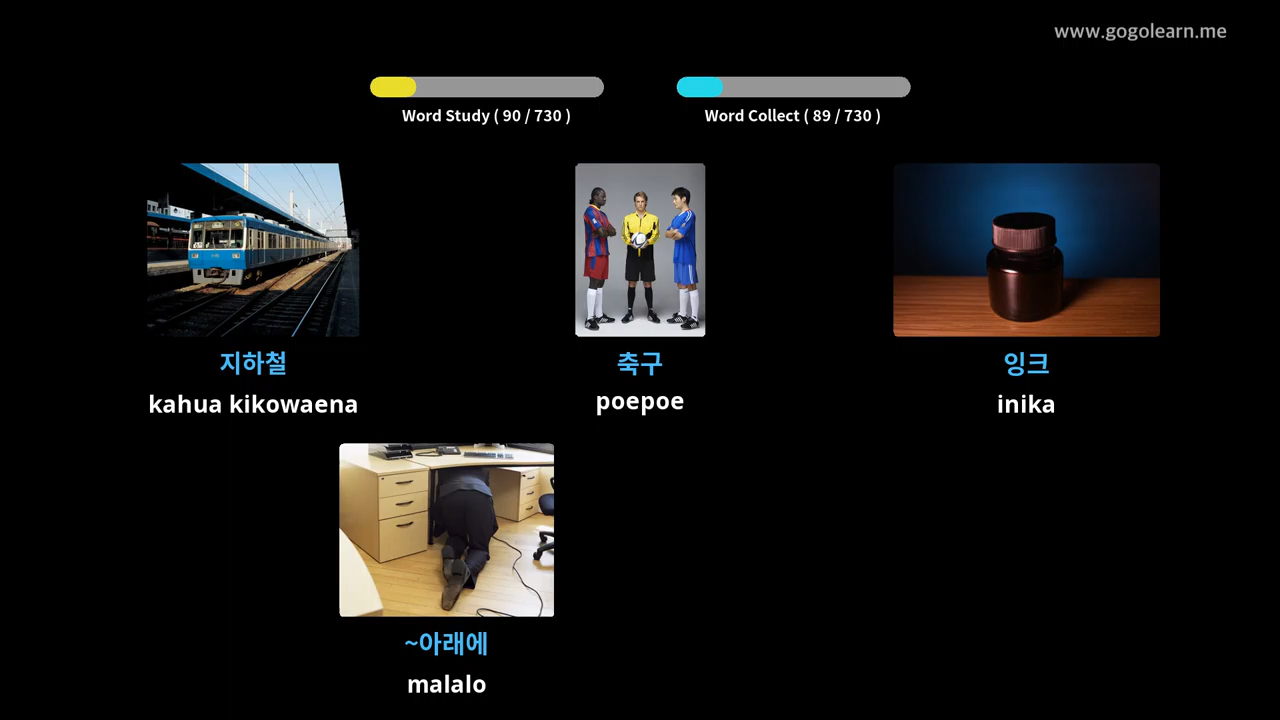 www.gogolearn.me
Word Study ( 90 / 730 )
Word Collect ( 89 / 730 )
지하철
kahua kikowaena
축구
poepoe
잉크
inika
~아래에
malalo